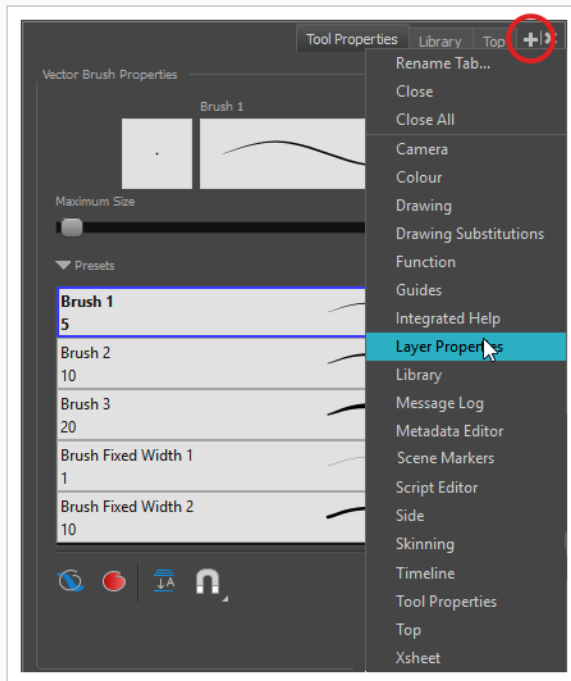 Tool Properties Library Top
Vector Brush Properties
Brush 1
Maximum Size
Presets
Brush 1
5
Brush 2
10
Brush 3
20
Brush Fixed Width 1
1
Brush Fixed Width 2
10
Rename Tab...
Close
Close All
Camera
Colour
Drawing
Drawing Substitutions
Function
Guides
Integrated Help
Layer Properties
Library
Message Log
Metadata Editor
Scene Markers
Script Editor
Side
Skinning
Timeline
Tool Properties
Top
Xsheet